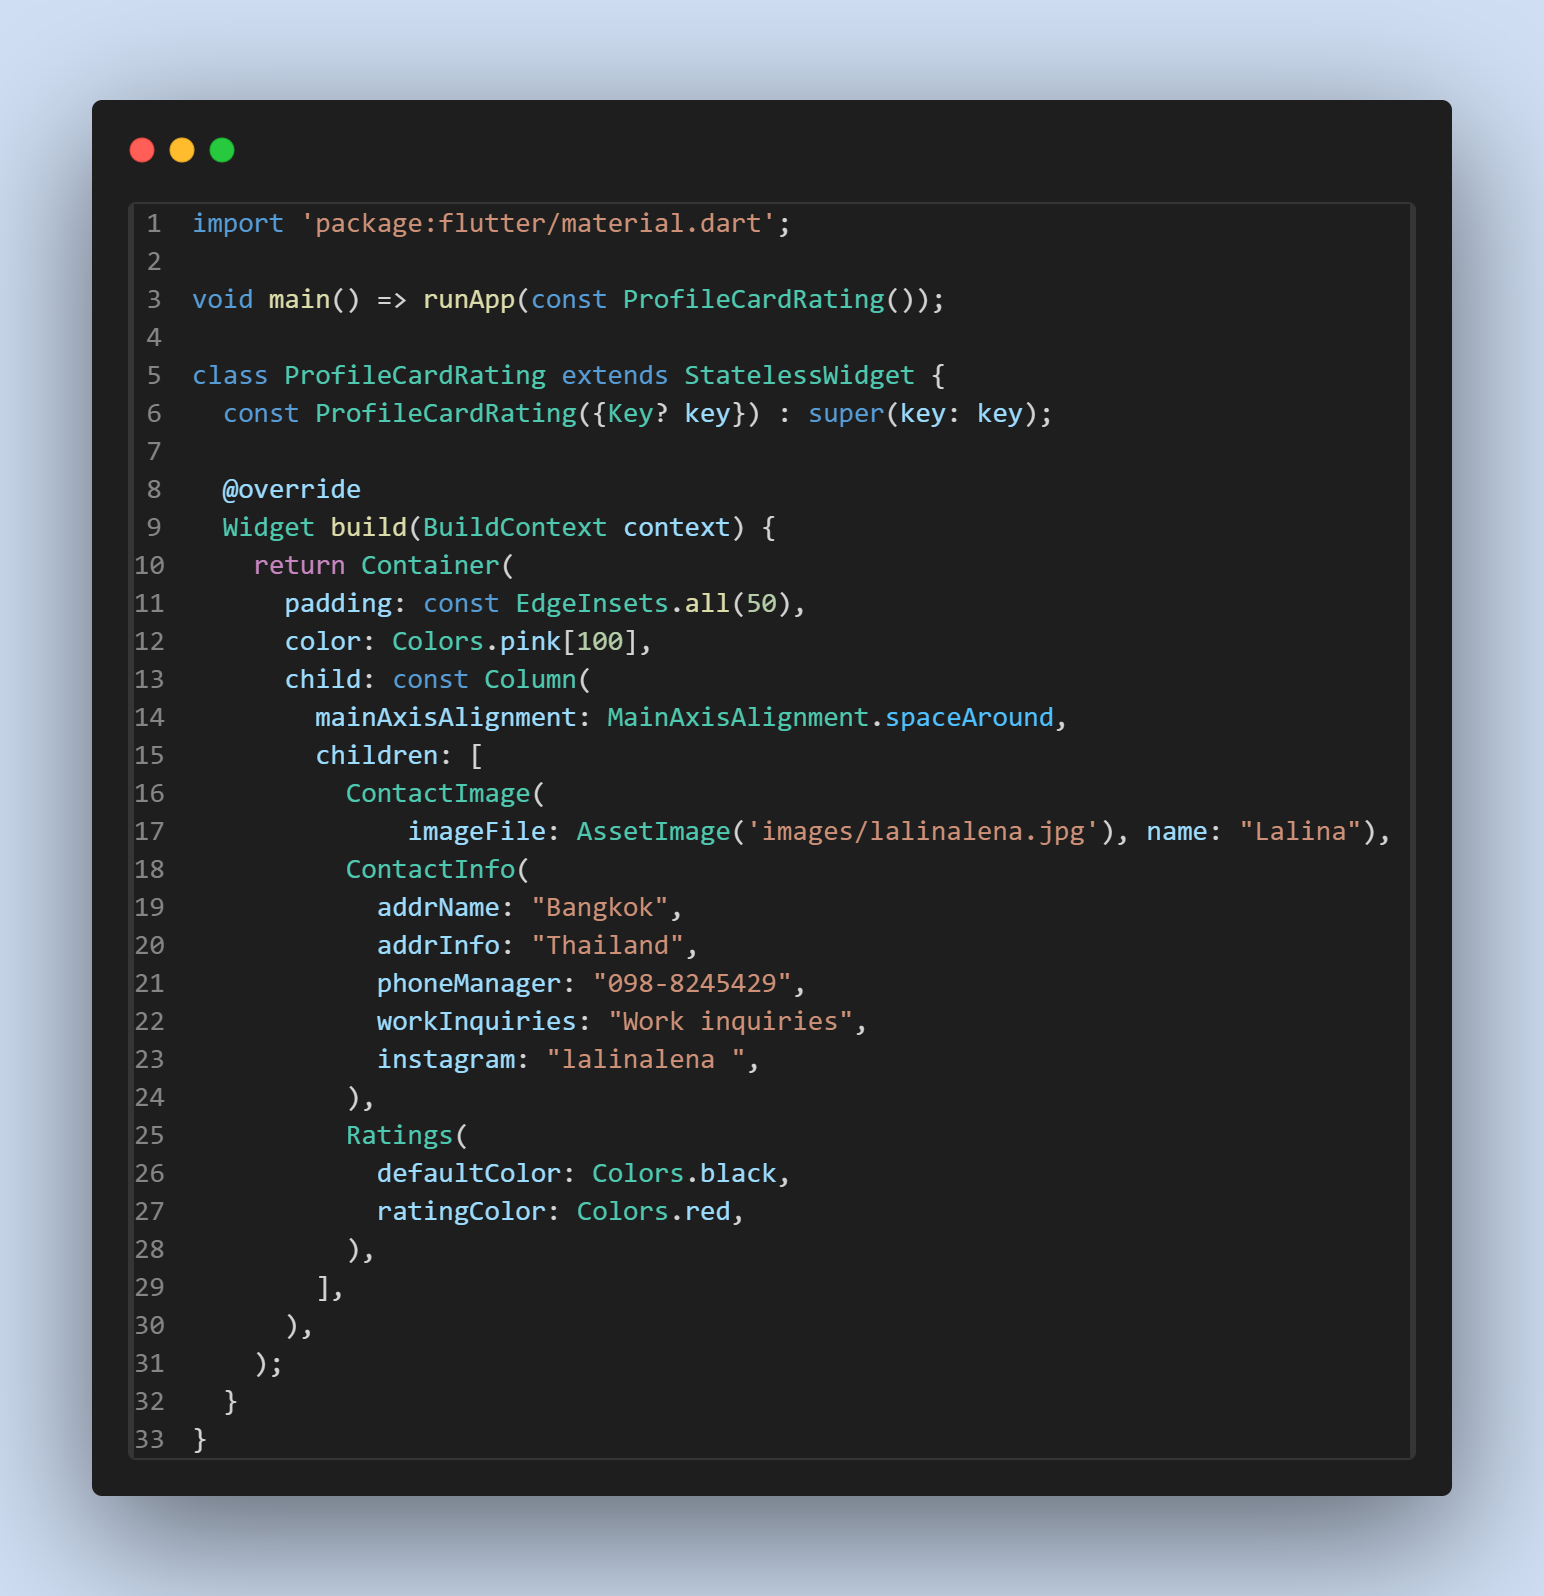 1 import 'package:flutter/material.dart';
2
3 void main() => runApp(const ProfileCardRating());
4
5 class ProfileCardRating extends StatelessWidget {
6   const ProfileCardRating({Key? key}) : super(key: key);
7
8   @override
9   Widget build(BuildContext context) {
10     return Container(
11       padding: const EdgeInsets.all(50),
12       color: Colors.pink[100],
13       child: const Column(
14         mainAxisAlignment: MainAxisAlignment.spaceAround,
15         children: [
16           ContactImage(
17               imageFile: AssetImage('images/lalinalena.jpg'), name: "Lalina"),
18           ContactInfo(
19             addrName: "Bangkok",
20             addrInfo: "Thailand",
21             phoneManager: "098-8245429",
22             workInquiries: "Work inquiries",
23             instagram: "lalinalena ",
24           ),
25           Ratings(
26             defaultColor: Colors.black,
27             ratingColor: Colors.red,
28           ),
29         ],
30       ),
31     );
32   }
33 }